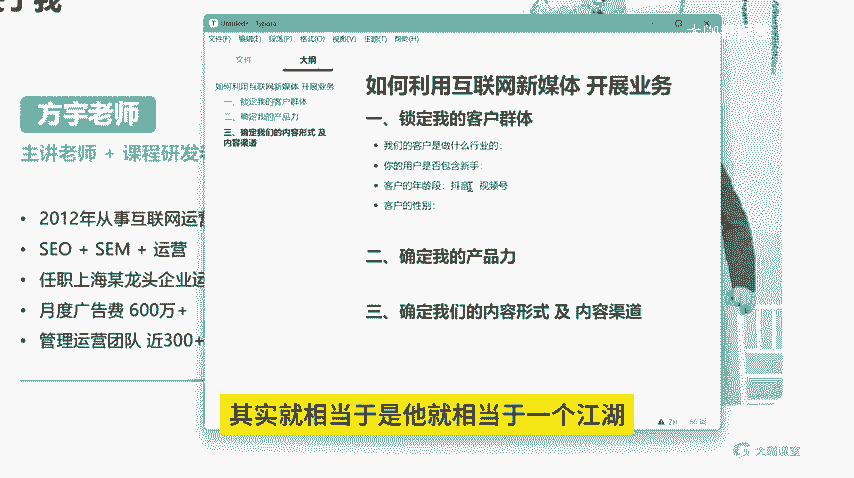 方宇老师
主讲老师 + 课程研发
• 2012年从事互联网运营
• SEO + SEM + 运营
• 任职上海某龙头企业运
• 月度广告费 600万+
• 管理运营团队 近300+
Untitled• - Typora
文件(F) 编辑(E) 段落(P) 格式(O) 视图(V) 主题(T) 帮助(H)
文件 大纲
如何利用互联网新媒体 开展业务
一、锁定我的客户群体
二、确定我的产品力
三、确定我们的内容形式 及
内容渠道
如何利用互联网新媒体 开展业务
一、锁定我的客户群体
• 我们的客户是做什么行业的：
• 你的用户是否包含新手：
• 客户的年龄段：抖音 视频号
• 客户的性别：
二、确定我的产品力
三、确定我们的内容形式 及 内容渠道
其实就相当于是他就相当于一个江湖